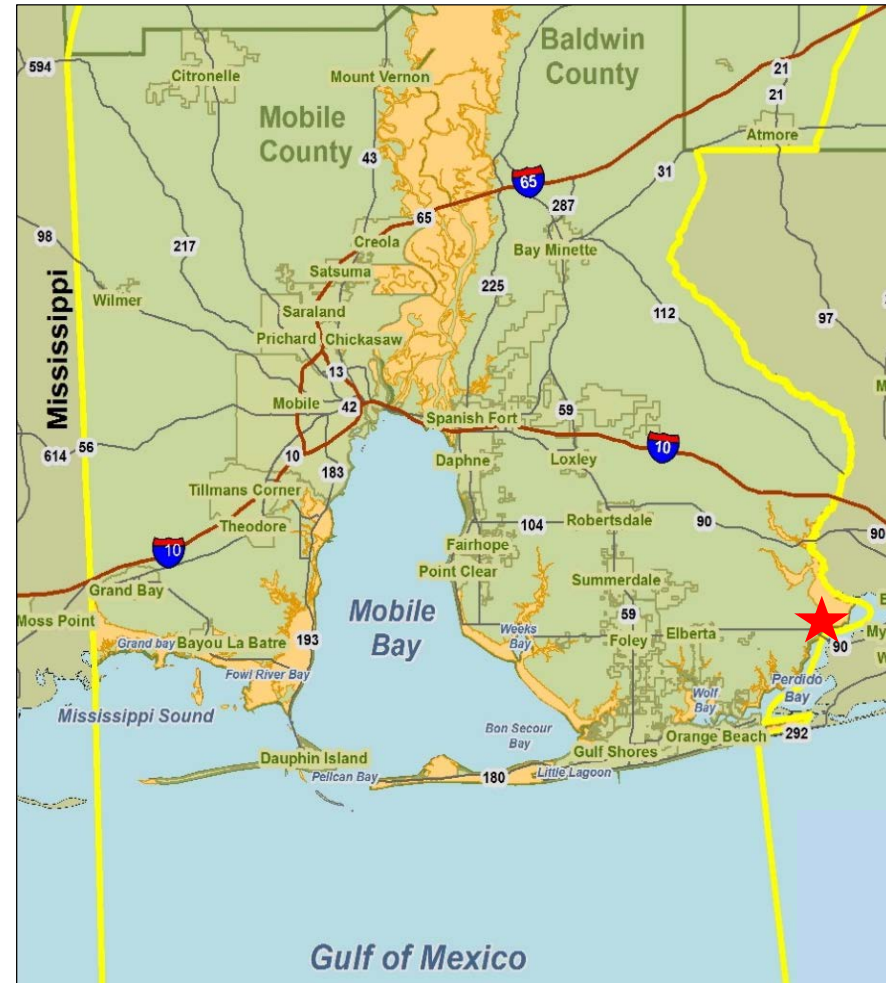 Baldwin
County
594
Citronelle
Mount Vernon
21
21
Mobile
County
Atmore
43
65
31
287
65
98
Creola
Bay Minette
217
Satsuma
225
Wilmer
Saraland
112
97
Prichard
Chickasaw
Mississippi
13
Mobile
42
Spanish Fort
59
614
56
10
Daphne
Loxley
10
183
Tillmans Corner
Theodore
104
Robertsdale
90
90
10
Fairhope
Point Clear
Summerdale
Grand Bay
Moss Point
Mobile
Bay
59
Grand bay
Bayou La Batre
193
Weeks
Bay
Foley
Elberta
90
Fowl River Bay
Perdido
Bay
Wolf
Bay
Mississippi Sound
Bon Secour
Bay
Orange Beach
292
Gulf Shores
Dauphin Island
Pelican Bay
180
Little Lagoon
Gulf of Mexico